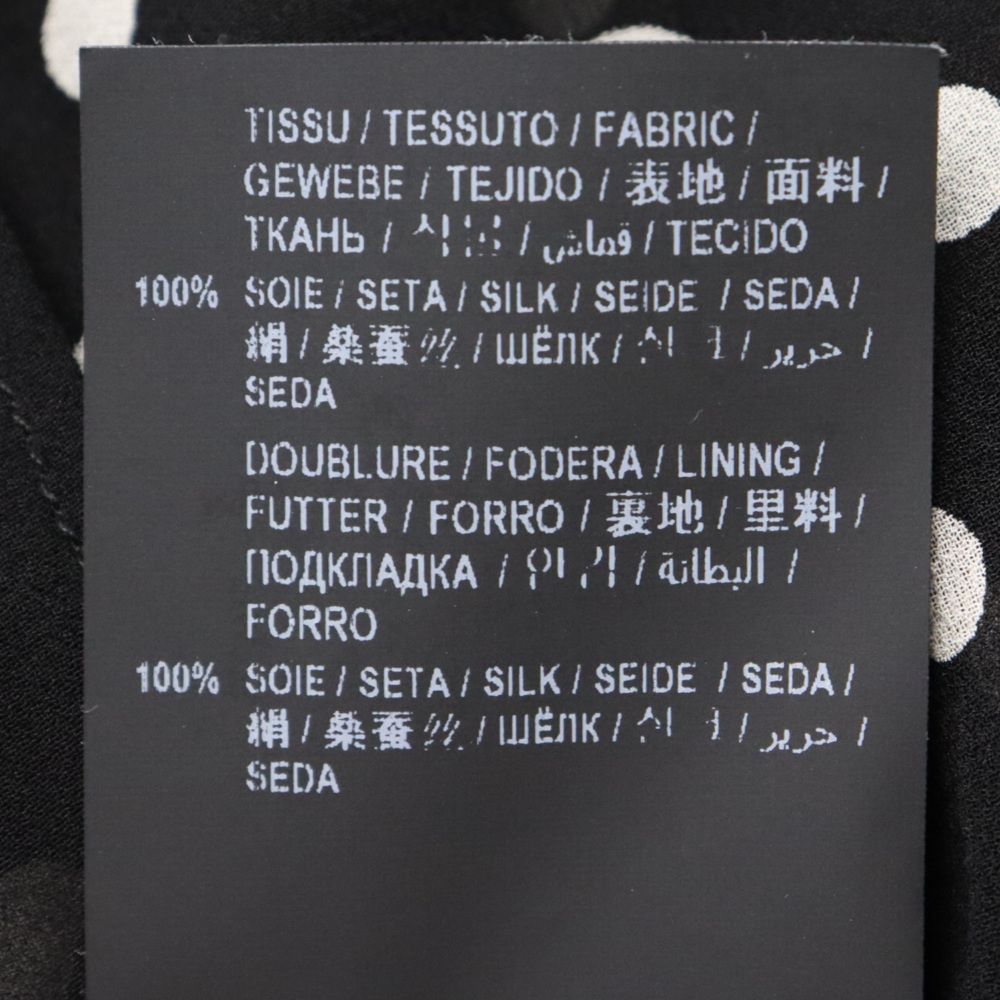 TISSU / TESSUTO / FABRIC /
GEWEBE / TEJIDO / 表地 / 面料 /
ТКАНЬ / / قماش / TECIDO
100% SOIE / SETA / SILK / SEIDE / SEDA /
絹 / 桑蚕丝 / ШЁЛК / / حرير /
SEDA
DOUBLURE / FODERA / LINING /
FUTTER / FORRO / 裏地 / 里料 /
ПОДКЛАДКА / 안감 / البطانة /
FORRO
100% SOIE / SETA / SILK / SEIDE / SEDA /
絹 / 桑蚕丝 / ШЁЛК / / حرير /
SEDA